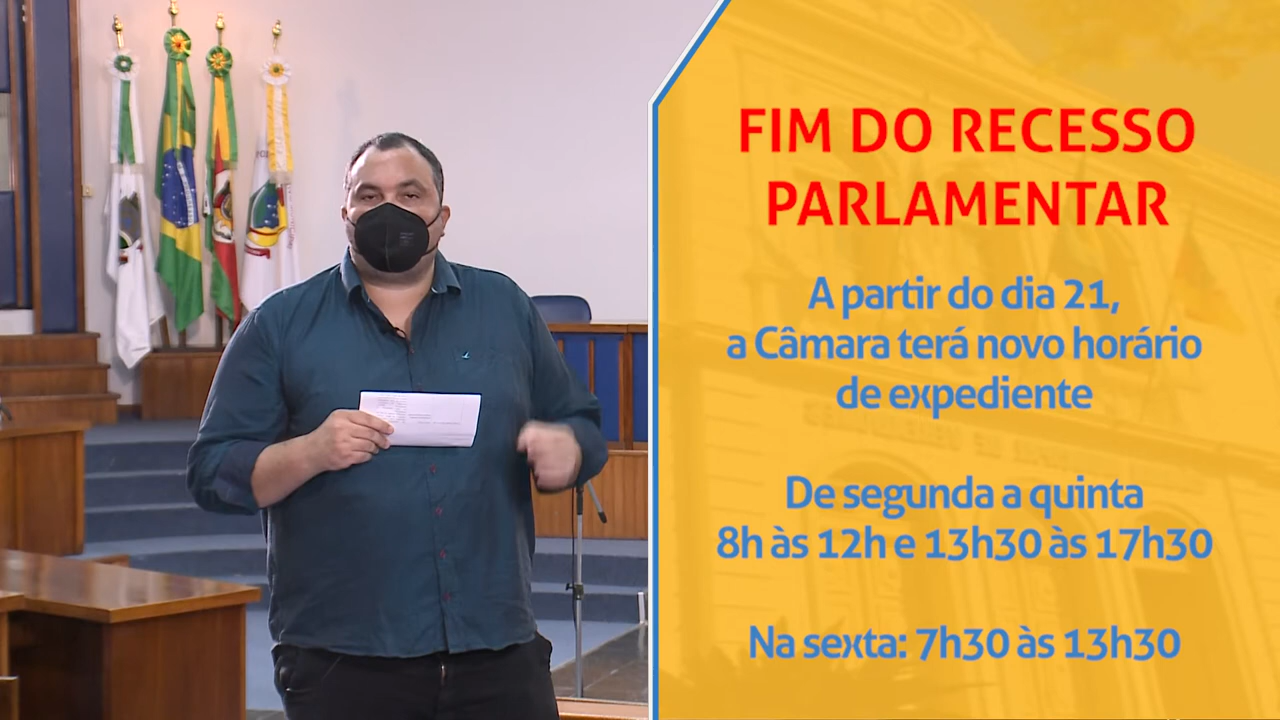 FIM DO RECESSO
PARLAMENTAR
A partir do dia 21,
a Câmara terá novo horário
de expediente
De segunda a quinta
8h às 12h e 13h30 às 17h30
Na sexta: 7h30 às 13h30